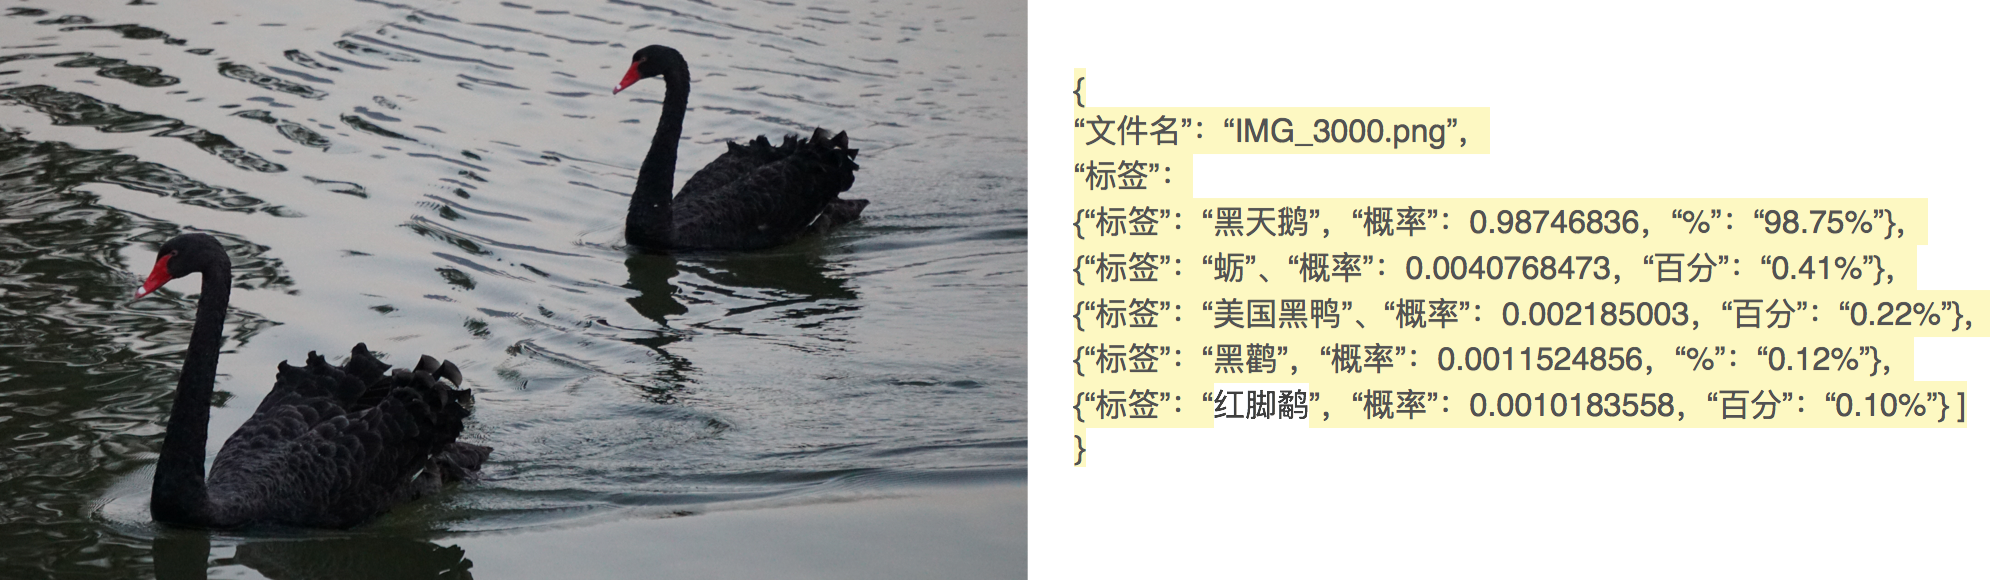 {
“文件名”：“IMG_3000.png”，
“标签”：
{“标签”：“黑天鹅”，“概率”：0.98746836，“%”：“98.75%”}，
{“标签”：“蛎”、“概率”：0.0040768473，“百分”：“0.41%”}，
{“标签”：“美国黑鸭”、“概率”：0.002185003，“百分”：“0.22%”}，
{“标签”：“黑鹳”，“概率”：0.0011524856，“%”：“0.12%”}，
{“标签”：“红脚鹬”，“概率”：0.0010183558，“百分”：“0.10%”} ]
}